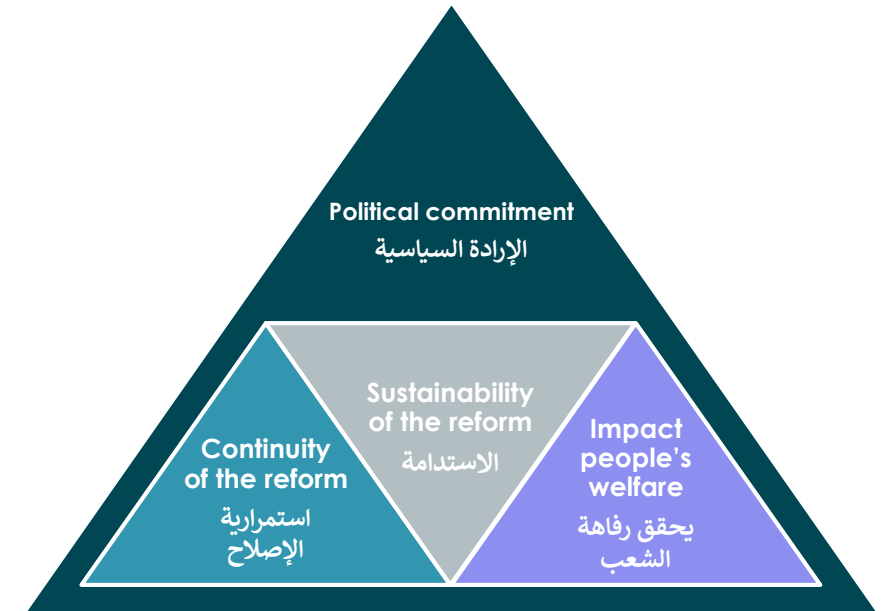 Political commitment
الإرادة السياسية
Sustainability
of the reform
الاستدامة
Continuity
of the reform
استمرارية
الإصلاح
Impact
people's
welfare
يحقق رفاهة
الشعب